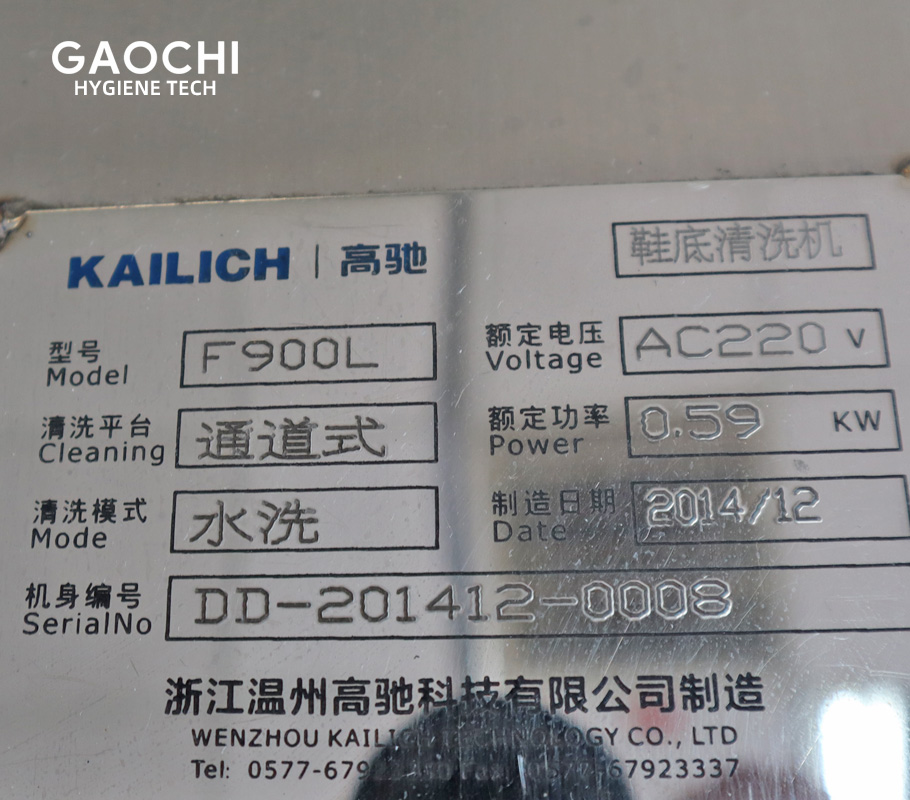 GAOCHI
HYGIENE TECH
KAILICH | 高驰
鞋底清洗机
型号 F900L 额定电压 AC220 V
Model Voltage
清洗平台 通道式 额定功率 0.59 KW
Cleaning Power
清洗模式 水洗 制造日期 2014/12
Mode Date
机身编号 DD-201412-0008
SerialNo
浙江温州高驰科技有限公司制造
WENZHOU CO., LTD
Tel: 67923337